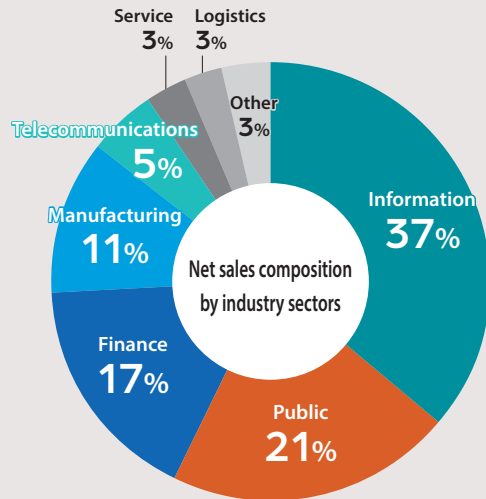 Service
3%
Logistics
3%
Other
3%
Telecommunications
5%
Information
37%
Manufacturing
11%
Net sales composition
by industry sectors
Finance
17%
Public
21%